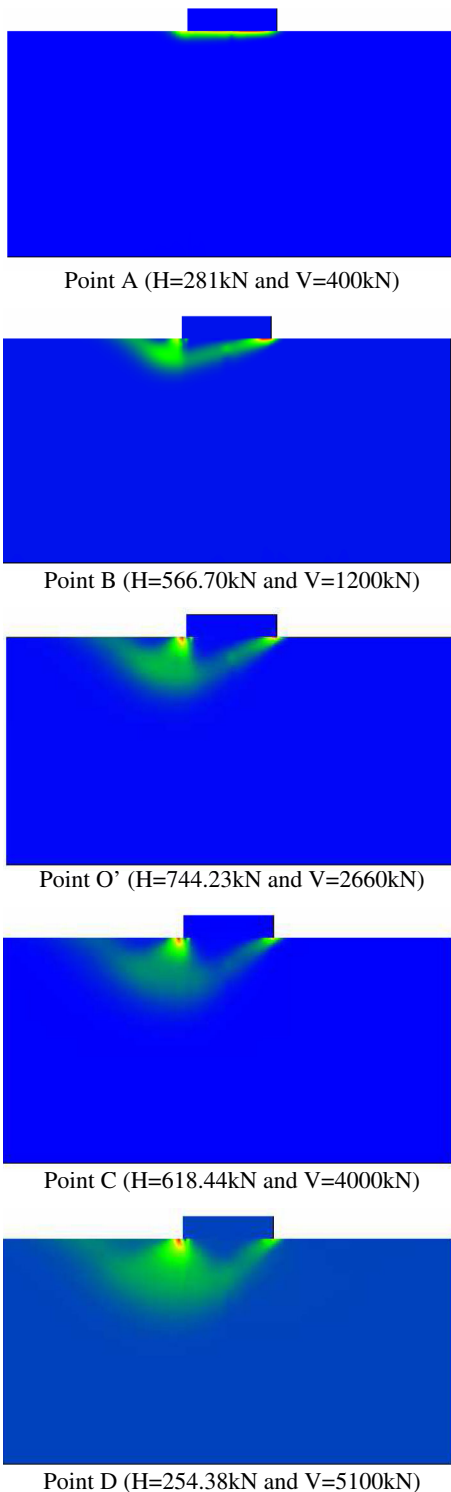 Point A (H=281kN and V=400kN)
Point B (H=566.70kN and V=1200kN)
Point O’ (H=744.23kN and V=2660kN)
Point C (H=618.44kN and V=4000kN)
Point D (H=254.38kN and V=5100kN)